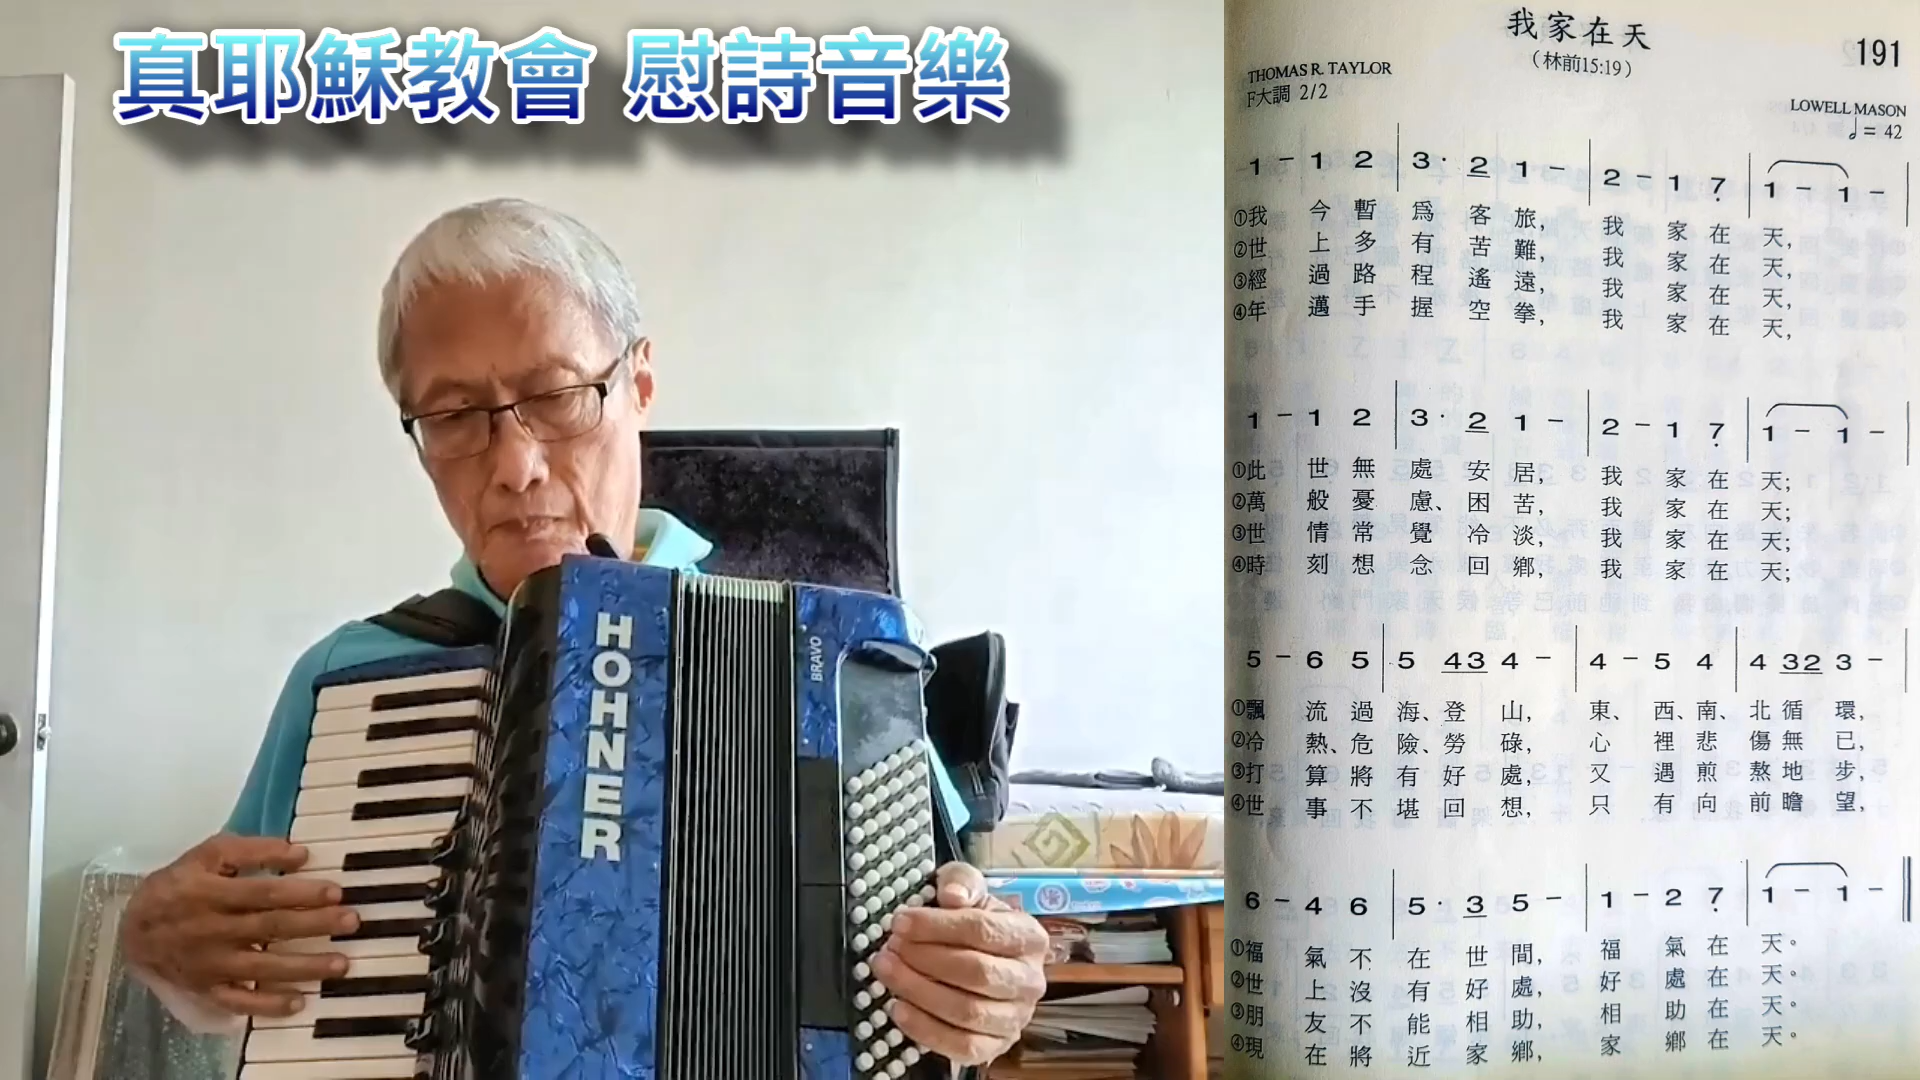 真耶穌教會 慰詩音樂
HOHNER
BRAVO
我家在天
191
(林前15:19)
THOMAS R. TAYLOR
F大調 2/2
LOWELL MASON
𝅗𝅥 = 42
1 - 1 2 | 3· 2 1 - | 2 - 1 7 | 1 - 1 - |
①我今暫爲客旅,我家在天,
②世上多有苦難,我家在天,
③經過路程遙遠,我家在天,
④年邁手握空拳,我家在天,
1 - 1 2 | 3· 2 1 - | 2 - 1 7 | 1 - 1 - |
①此世無處安居,我家在天;
②萬般憂慮、困苦,我家在天;
③世情常覺冷淡,我家在天;
④時刻想念回鄉,我家在天;
5 - 6 5 | 5 43 4 - | 4 - 5 4 | 4 32 3 - |
①飄流過海、登山,東、西、南、北循環,
②冷熱、危險、勞碌,心裡悲傷無已,
③打算將有好處,又遇煎熬地步,
④世事不堪回想,只有向前瞻望,
6 - 4 6 | 5· 3 5 - | 1 - 2 7 | 1 - 1 - ‖
①福氣不在世間,福氣在天。
②世上沒有好處,好處在天。
③朋友不能相助,相助在天。
④現在將近家鄉,家鄉在天。